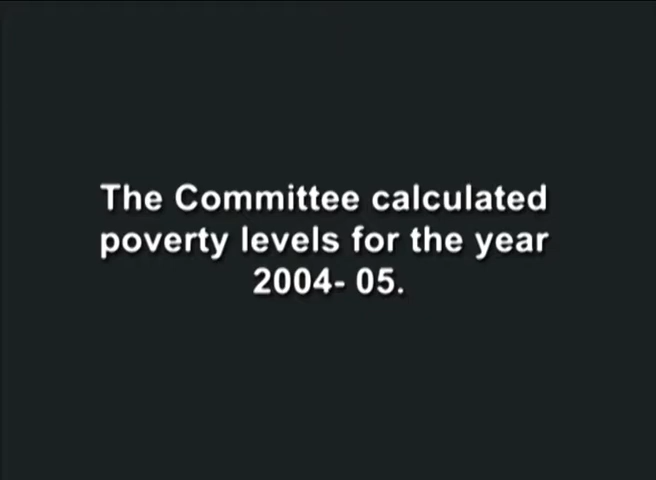 The Committee calculated
poverty levels for the year
2004- 05.